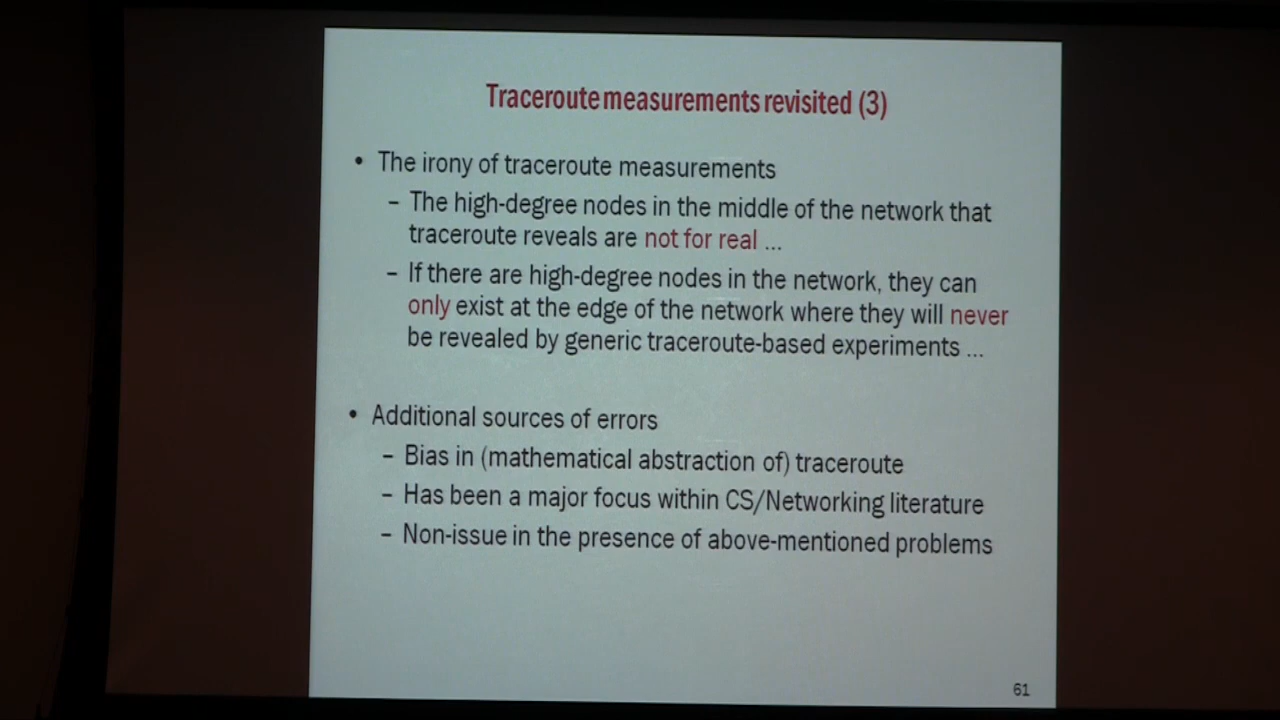 Traceroute measurements revisited (3)
• The irony of traceroute measurements
– The high-degree nodes in the middle of the network that
traceroute reveals are not for real ...
– If there are high-degree nodes in the network, they can
only exist at the edge of the network where they will never
be revealed by generic traceroute-based experiments ...
• Additional sources of errors
– Bias in (mathematical abstraction of) traceroute
– Has been a major focus within CS/Networking literature
– Non-issue in the presence of above-mentioned problems
61